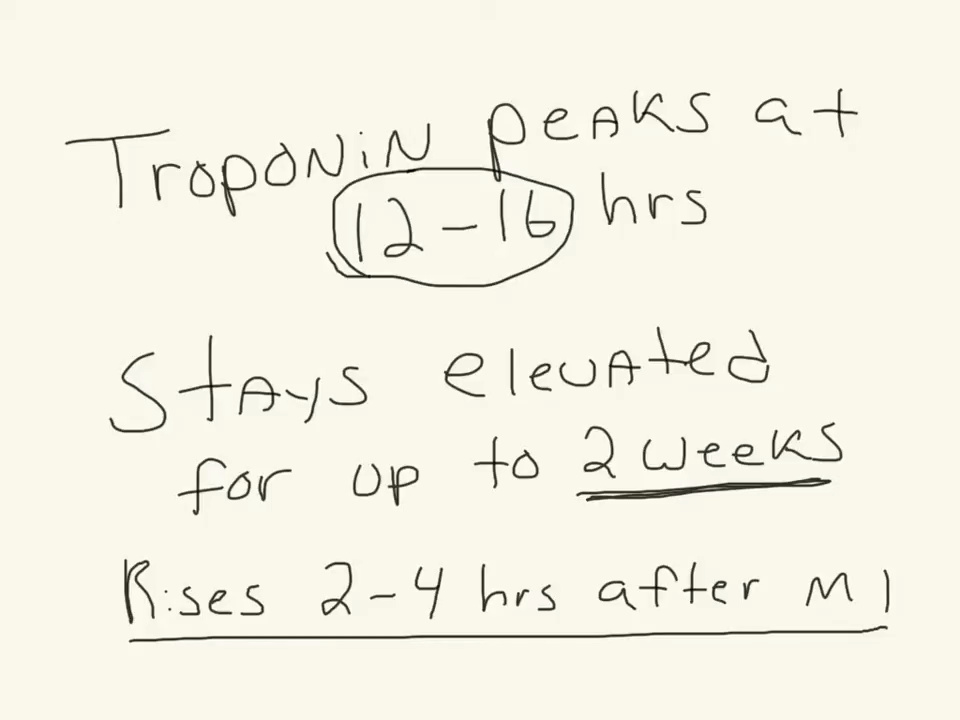 Troponin peaks at
12-16 hrs
Stays elevated
for up to 2 weeks
Rises 2-4 hrs after MI